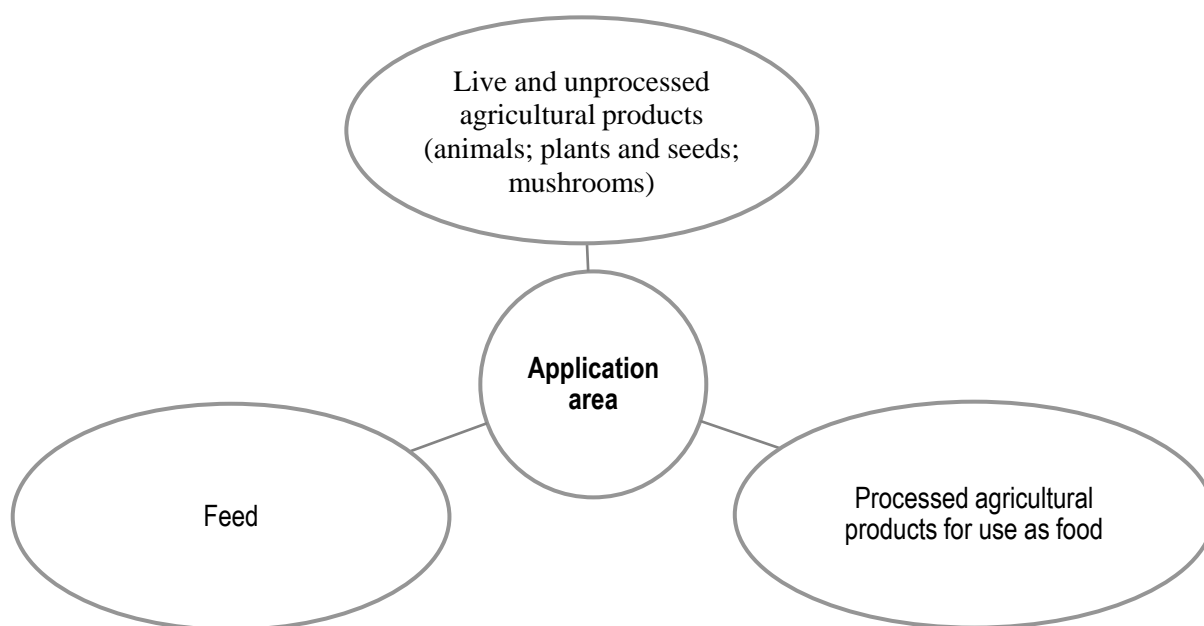 Live and unprocessed
agricultural products
(animals; plants and seeds;
mushrooms)
Application
area
Feed
Processed agricultural
products for use as food